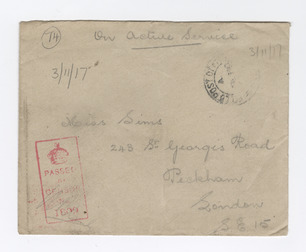 74
On Active Service
3/11/17
3/11/17
Miss Sims
243 St Georges Road
Peckham
London
S.E. 15
PASSED